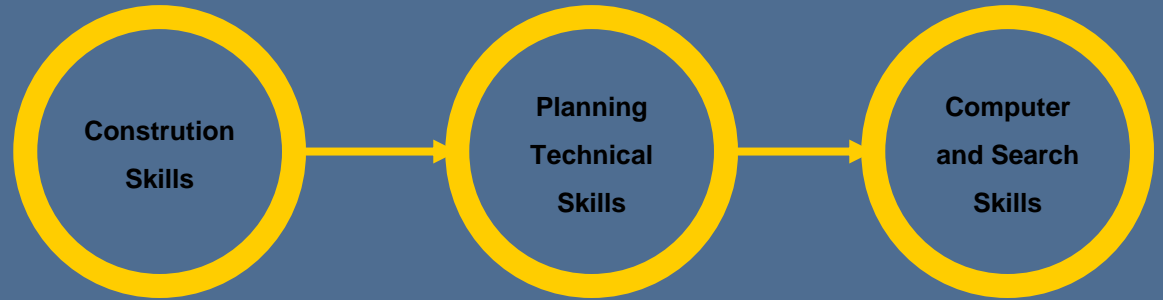 Constrution
Skills
Planning
Technical
Skills
Computer
and Search
Skills